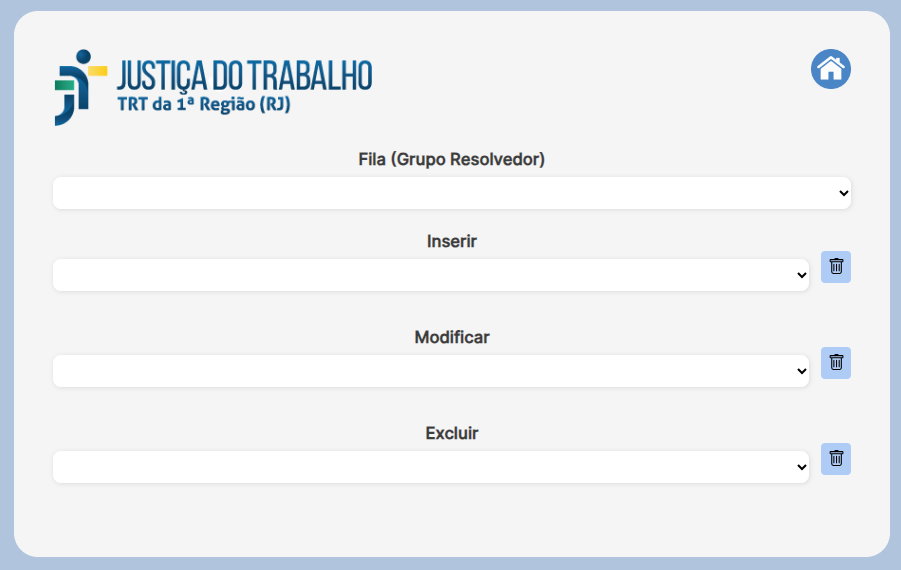 JUSTIÇA DO TRABALHO
TRT da 1ª Região (RJ)
Fila (Grupo Resolvedor)
Inserir
Modificar
Excluir